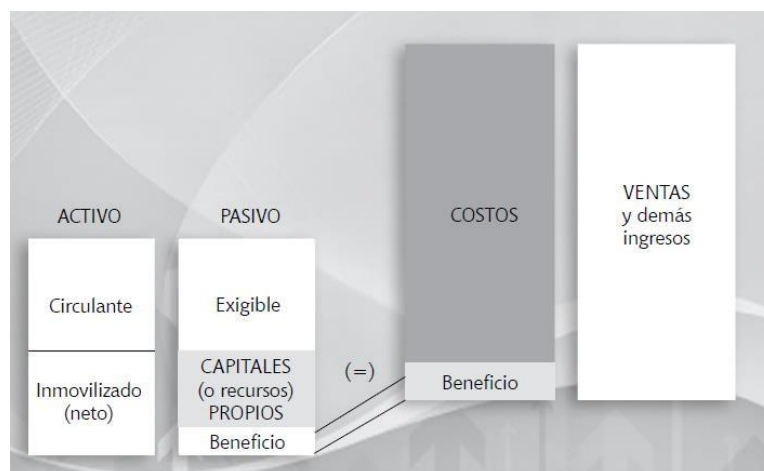 ACTIVO
PASIVO
Circulante
Inmovilizado
(neto)
Exigible
CAPITALES
(o recursos)
PROPIOS
Beneficio
(=)
COSTOS
Beneficio
VENTAS
y demás
ingresos